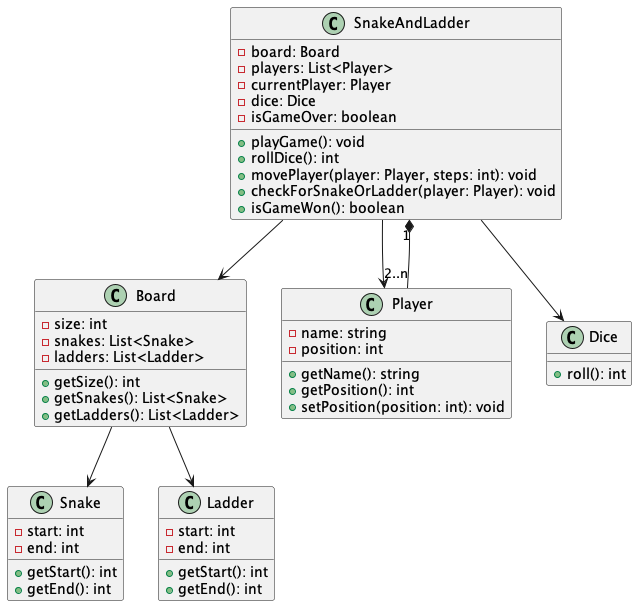 C SnakeAndLadder
board: Board
players: List<Player>
currentPlayer: Player
dice: Dice
isGameOver: boolean
playGame(): void
rollDice(): int
movePlayer(player: Player, steps: int): void
checkForSnakeOrLadder(player: Player): void
isGameWon(): boolean
1
2..n
C Board
size: int
snakes: List<Snake>
ladders: List<Ladder>
getSize(): int
getSnakes(): List<Snake>
getLadders(): List<Ladder>
C Player
name: string
position: int
getName(): string
getPosition(): int
setPosition(position: int): void
C Dice
roll(): int
C Snake
start: int
end: int
getStart(): int
getEnd(): int
C Ladder
start: int
end: int
getStart(): int
getEnd(): int